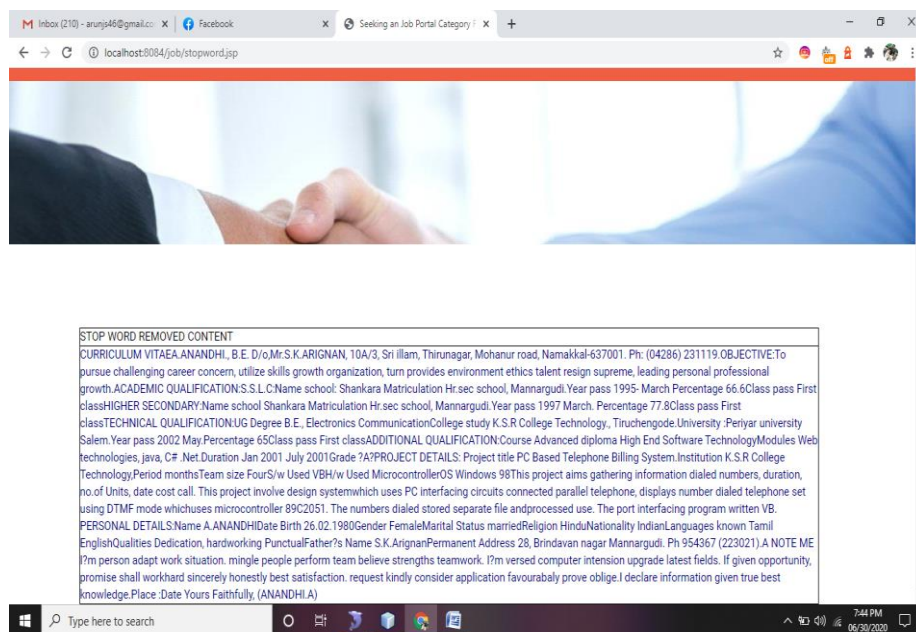 Inbox (210) - arunjs46@gmail.co
Facebook
Seeking an Job Portal Category F
localhost:8084/job/stopword.jsp
off
STOP WORD REMOVED CONTENT
CURRICULUM VITAEA.ANANDHI., B.E. D/o,Mr.S.K.ARIGNAN, 10A/3, Sri illam, Thirunagar, Mohanur road, Namakkal-637001. Ph: (04286) 231119.OBJECTIVE:To
pursue challenging career concern, utilize skills growth organization, turn provides environment ethics talent resign supreme, leading personal professional
growth.ACADEMIC QUALIFICATION:S.S.L.C:Name school: Shankara Matriculation Hr.sec school, Mannargudi.Year pass 1995- March Percentage 66.6Class pass First
classHIGHER SECONDARY:Name school Shankara Matriculation Hr.sec school, Mannargudi.Year pass 1997 March. Percentage 77.8Class pass First
classTECHNICAL QUALIFICATION:UG Degree B.E., Electronics CommunicationCollege study K.S.R College Technology., Tiruchengode.University :Periyar university
Salem.Year pass 2002 May.Percentage 65Class pass First classADDITIONAL QUALIFICATION:Course Advanced diploma High End Software TechnologyModules Web
technologies, java, C# .Net.Duration Jan 2001 July 2001Grade ?A?PROJECT DETAILS: Project title PC Based Telephone Billing System.Institution K.S.R College
Technology,Period monthsTeam size FourS/w Used VBH/w Used MicrocontrollerOS Windows 98This project aims gathering information dialed numbers, duration,
no.of Units, date cost call. This project involve design systemwhich uses PC interfacing circuits connected parallel telephone, displays number dialed telephone set
using DTMF mode whichuses microcontroller 89C2051. The numbers dialed stored separate file andprocessed use. The port interfacing program written VB.
PERSONAL DETAILS:Name A.ANANDHIDate Birth 26.02.1980Gender FemaleMarital Status marriedReligion HinduNationality IndianLanguages known Tamil
EnglishQualities Dedication, hardworking PunctualFather?s Name S.K.ArignanPermanent Address 28, Brindavan nagar Mannargudi. Ph 954367 (223021).A NOTE ME
I?m person adapt work situation. mingle people perform team believe strengths teamwork. I?m versed computer intension upgrade latest fields. If given opportunity,
promise shall workhard sincerely honestly best satisfaction. request kindly consider application favourabaly prove oblige.I declare information given true best
knowledge.Place :Date Yours Faithfully, (ANANDHI.A)
Type here to search
7:44 PM
06/30/2020